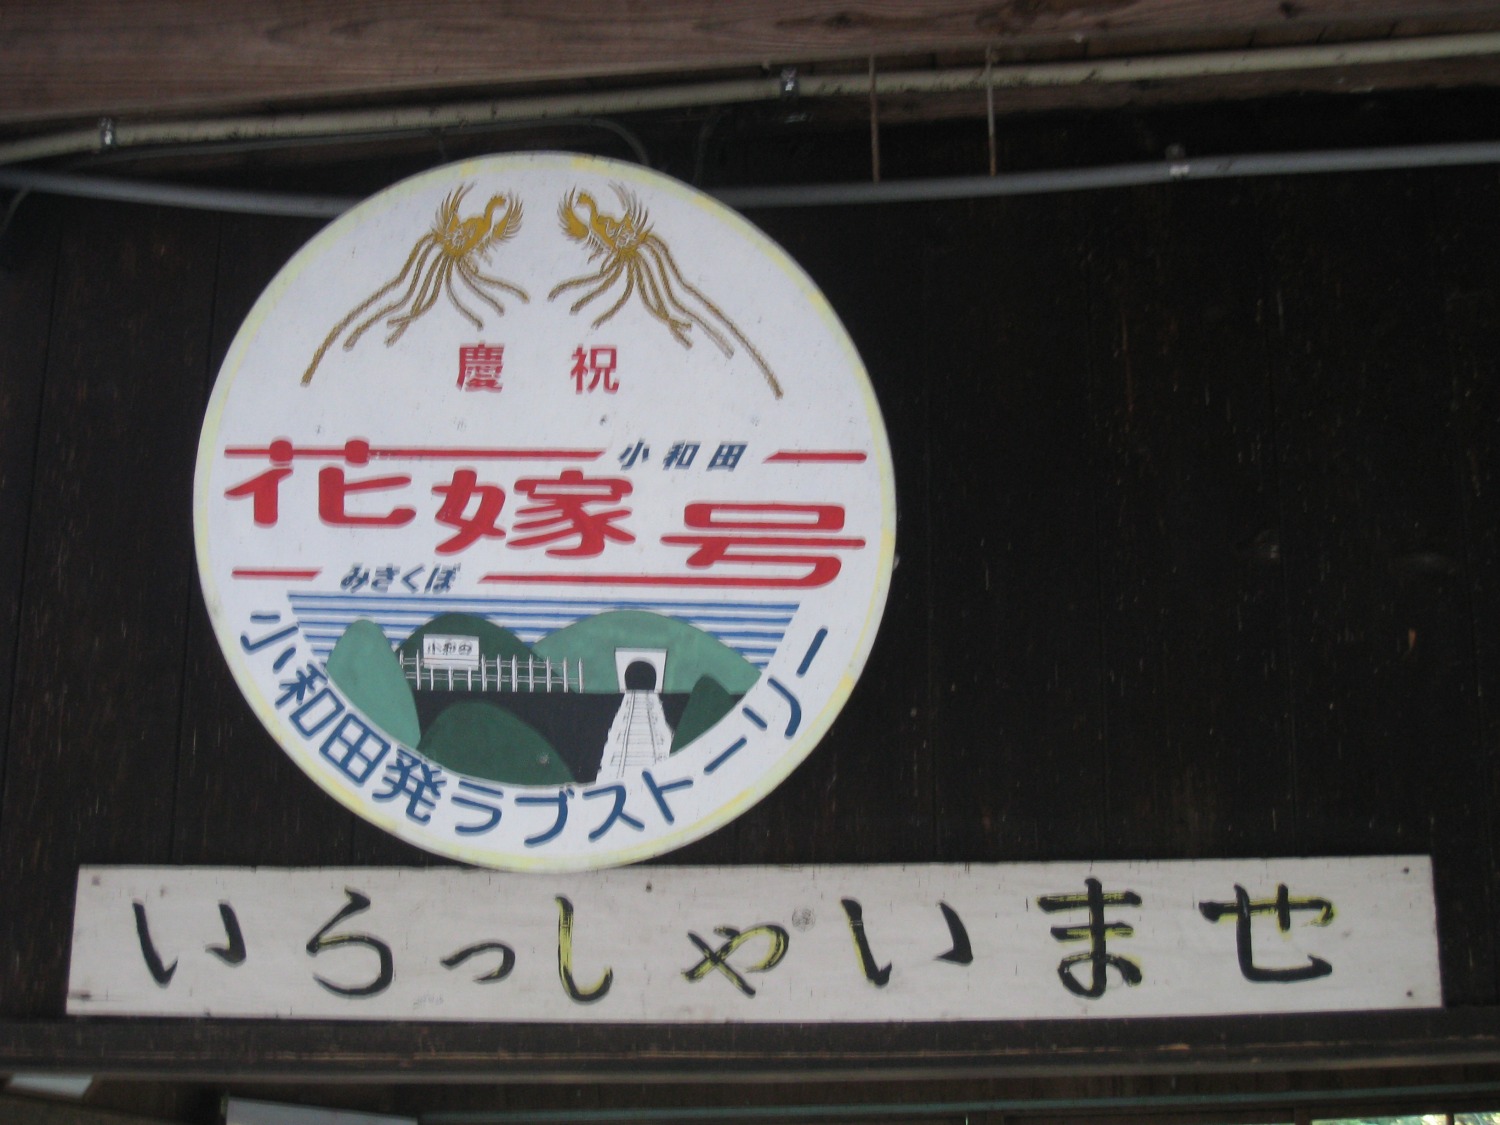 慶祝
小和田
花嫁号
みさくぼ
小和田
小和田発ラブストーリー
いろっしゃいませ